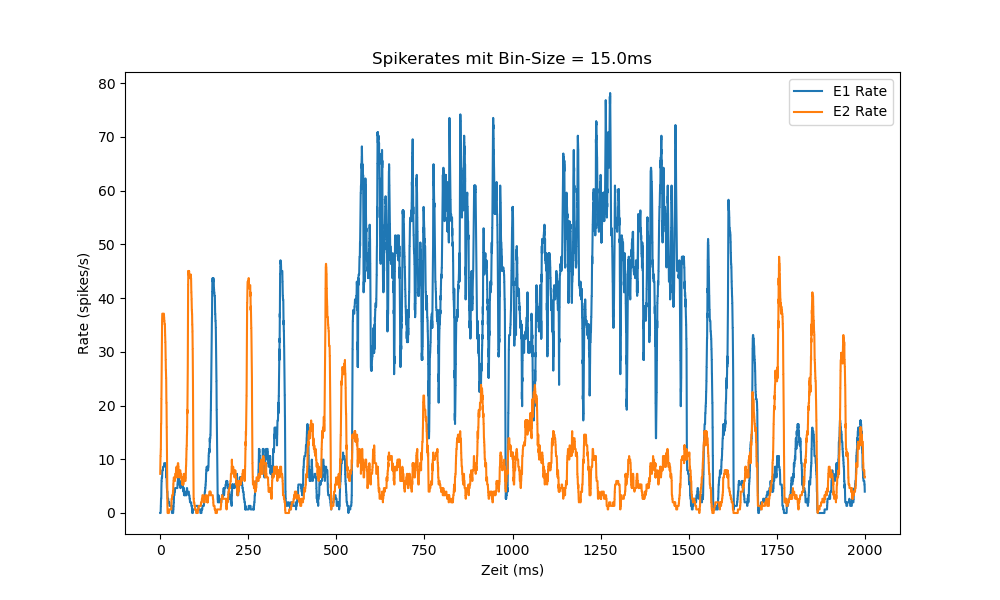 Spikerates mit Bin-Size = 15.0ms
E1 Rate
E2 Rate
80
70
60
50
40
30
20
10
0
Rate (spikes/s)
0 250 500 750 1000 1250 1500 1750 2000
Zeit (ms)